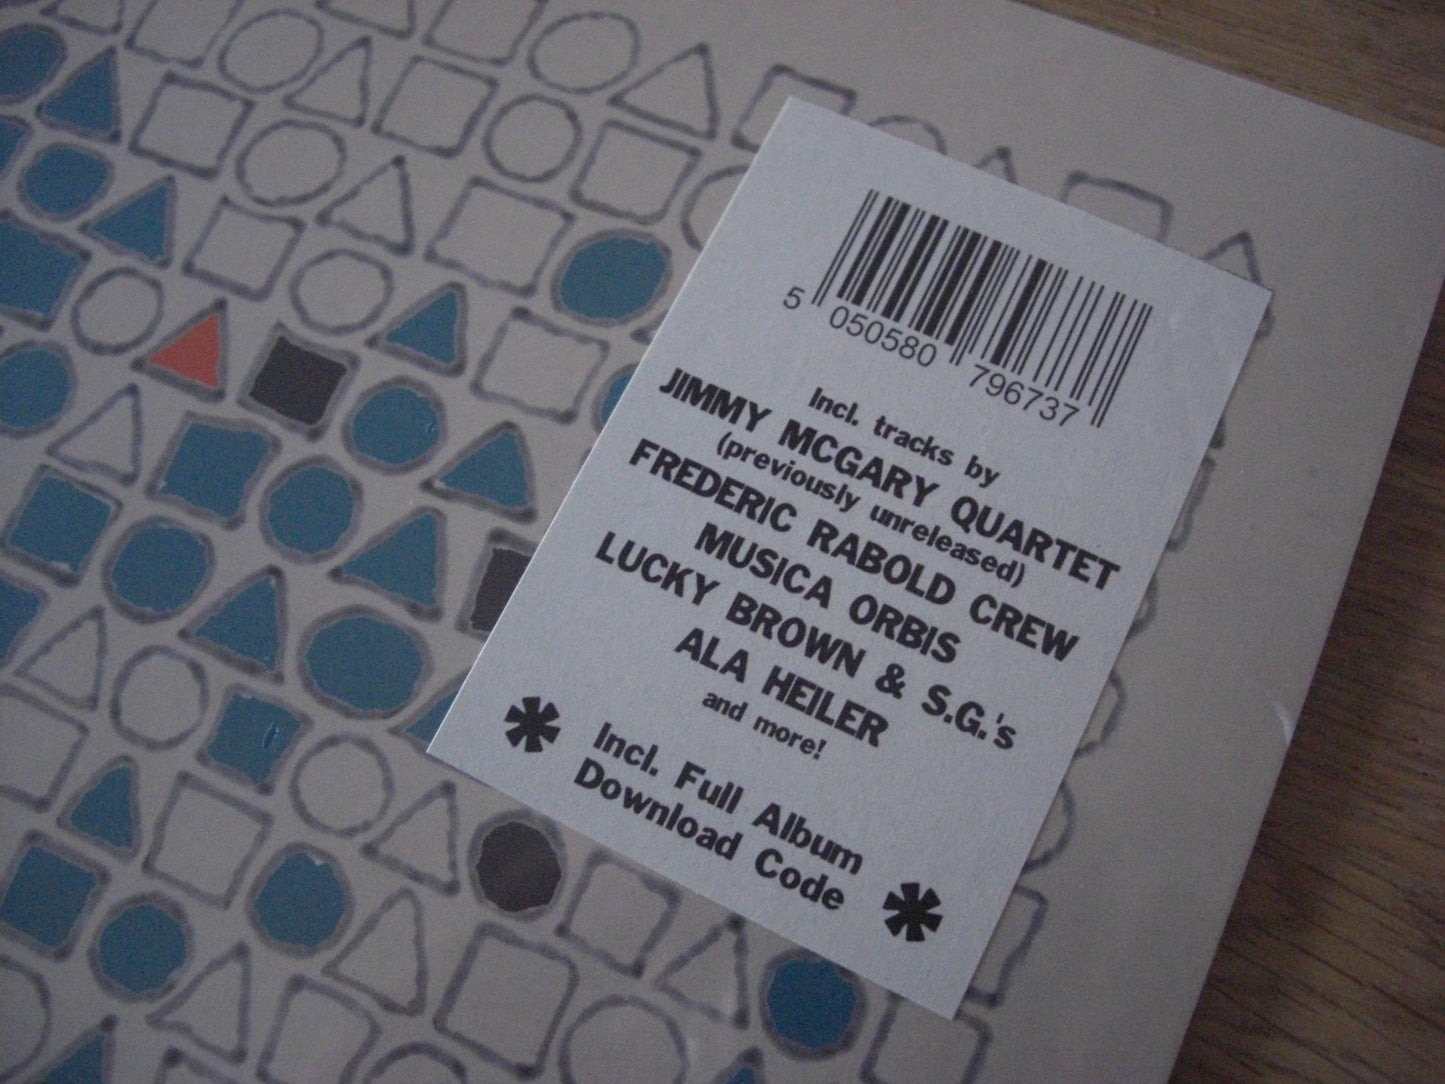 5 050580 796737
Incl. tracks by
JIMMY MCGARY QUARTET
(previously unreleased)
FREDERIC RABOLD CREW
MUSICA ORBIS
LUCKY BROWN & S.G.'s
ALA HEILER
and more!
* Incl. Full Album
Download Code *